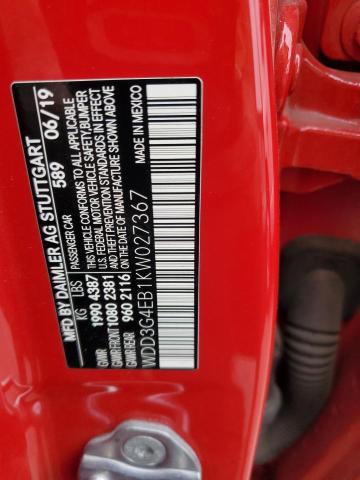 MFD BY DAIMLER AG STUTTGART
589 06/19
PASSENGER CAR
KG LBS
GVWR 1990 4387
GAWR FRONT 1080 2381
GAWR REAR 960 2116
THIS VEHICLE CONFORMS TO ALL APPLICABLE
U.S. FEDERAL MOTOR VEHICLE SAFETY, BUMPER
AND THEFT PREVENTION STANDARDS IN EFFECT
ON THE DATE OF MANUFACTURE SHOWN ABOVE
WDD3G4EB1KW027367
MADE IN MEXICO